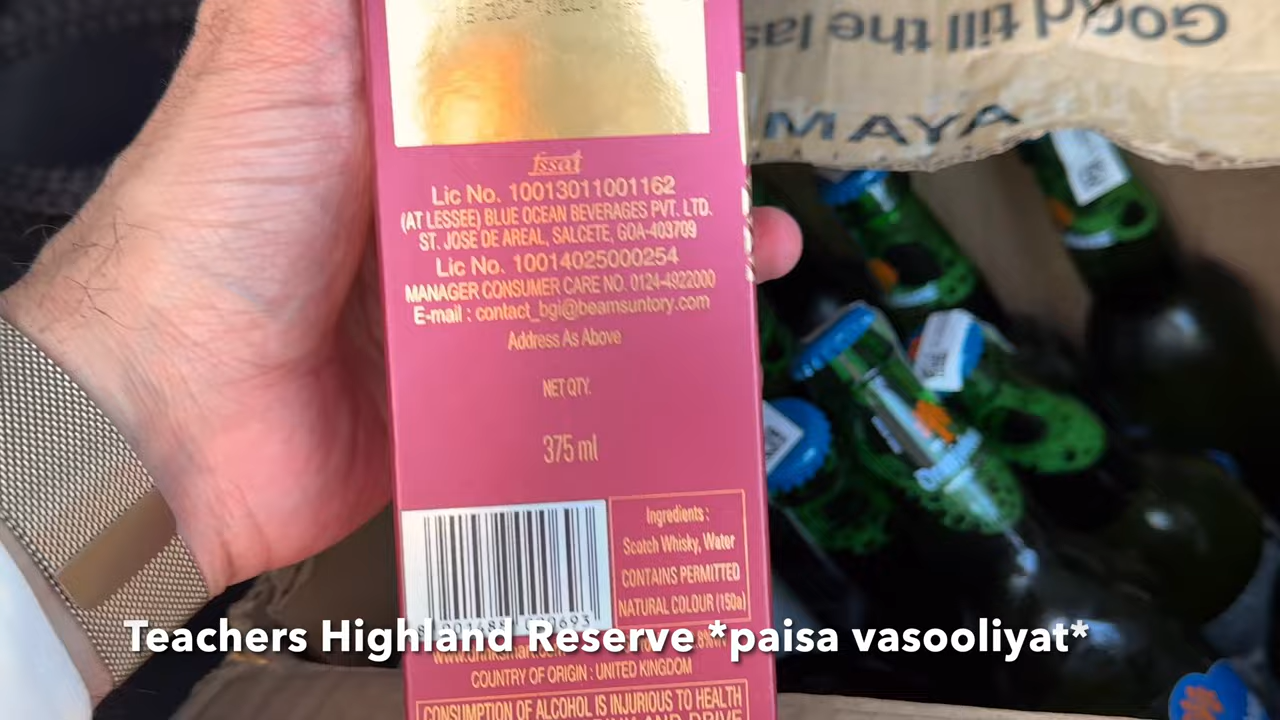 Good till the las
MAYA
fssai
Lic No. 10013011001162
(AT LESSEE) BLUE OCEAN BEVERAGES PVT. LTD.
ST. JOSE DE AREAL, SALCETE, GOA-403709
Lic No. 10014025000254
MANAGER CONSUMER CARE NO. 0124-4922000
E-mail : contact_bgi@beamsuntory.com
Address As Above
NET QTY.
375 ml
Ingredients :
Scotch Whisky, Water
CONTAINS PERMITTED
NATURAL COLOUR (150a)
Teachers Highland Reserve *paisa vasooliyat*
COUNTRY OF ORIGIN : UNITED KINGDOM
CONSUMPTION OF ALCOHOL IS INJURIOUS TO HEALTH